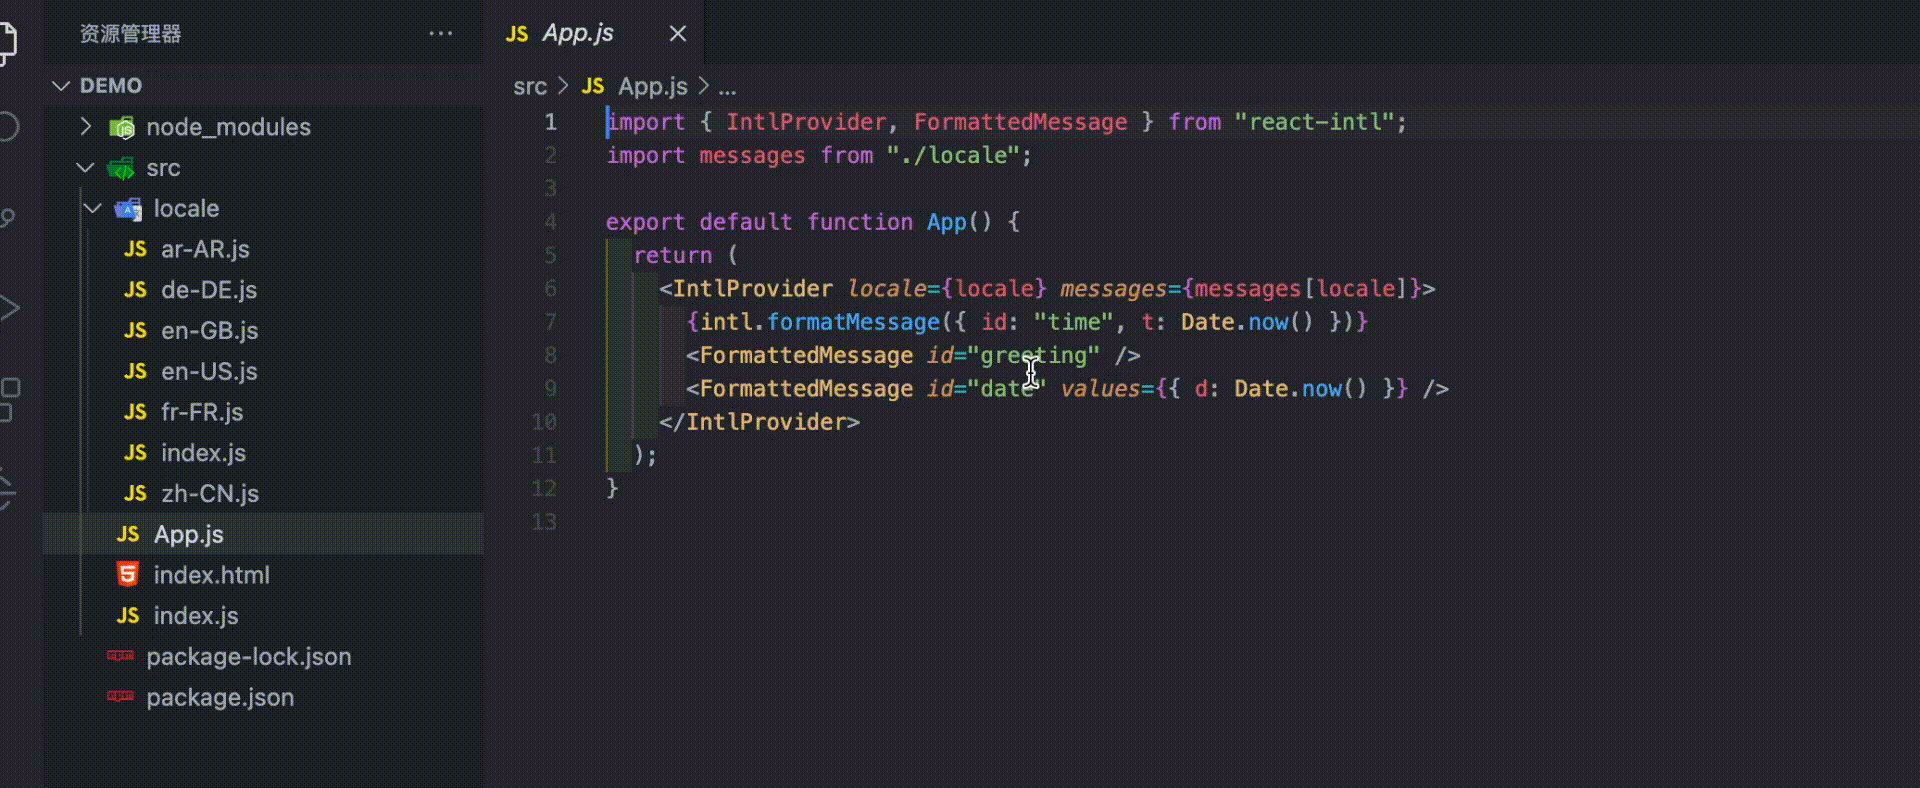 资源管理器 ···
DEMO
node_modules
src
locale
JS ar-AR.js
JS de-DE.js
JS en-GB.js
JS en-US.js
JS fr-FR.js
JS index.js
JS zh-CN.js
JS App.js
5 index.html
JS index.js
npm package-lock.json
npm package.json
JS App.js
src > JS App.js > ...
1 import { IntlProvider, FormattedMessage } from "react-intl";
2 import messages from "./locale";
3
4 export default function App() {
5 return (
6 <IntlProvider locale={locale} messages={messages[locale]}>
7 {intl.formatMessage({ id: "time", t: Date.now() })}
8 <FormattedMessage id="greeting" />
9 <FormattedMessage id="date" values={{ d: Date.now() }} />
10 </IntlProvider>
11 );
12 }
13